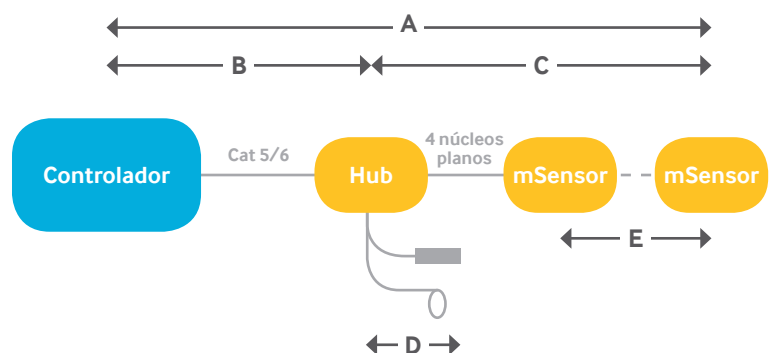 A
B
C
Controlador
Cat 5/6
Hub
4 núcleos
planos
mSensor
mSensor
E
D